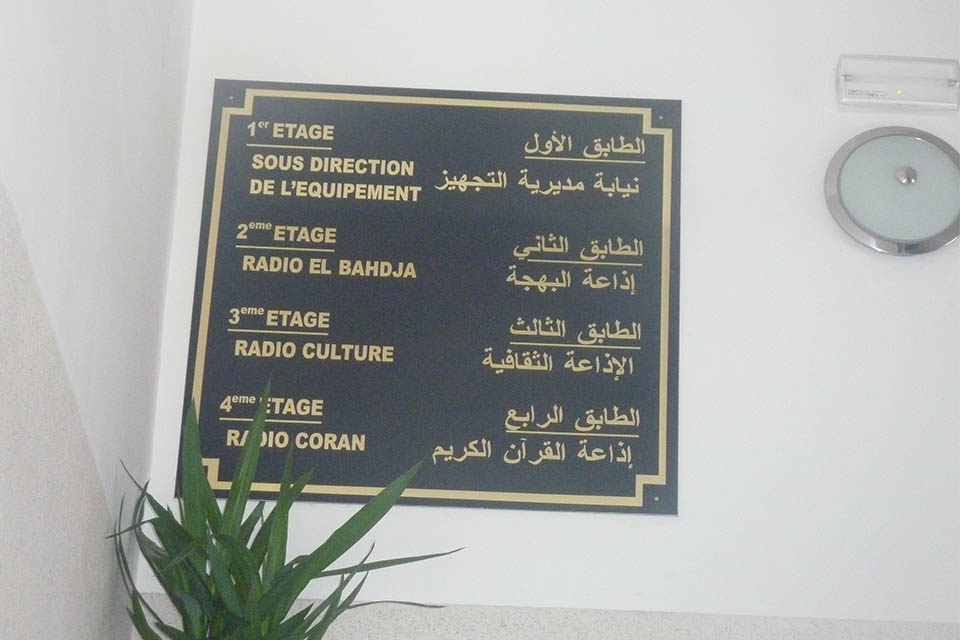 1er ETAGE
الطابق الأول
SOUS DIRECTION
DE L'EQUIPEMENT
نيابة مديرية التجهيز
2eme ETAGE
الطابق الثاني
RADIO EL BAHDJA
إذاعة البهجة
3eme ETAGE
الطابق الثالث
RADIO CULTURE
الإذاعة الثقافية
4eme ETAGE
الطابق الرابع
RADIO CORAN
إذاعة القرآن الكريم